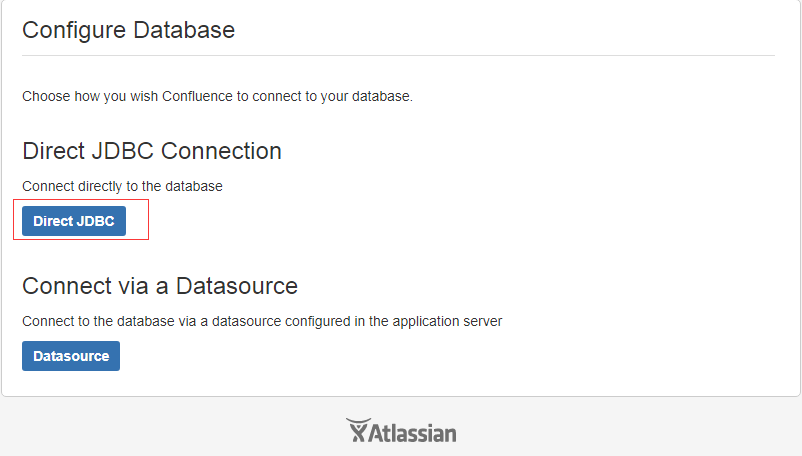 Configure Database
Choose how you wish Confluence to connect to your database.
Direct JDBC Connection
Connect directly to the database
Direct JDBC
Connect via a Datasource
Connect to the database via a datasource configured in the application server
Datasource
Atlassian